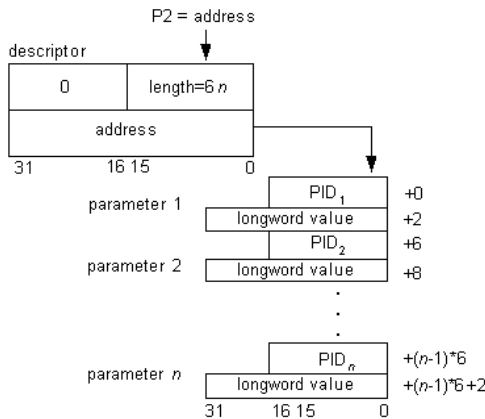 P2 = address
descriptor
0 length=6 n
address
31 16 15 0
PID1 +0
parameter 1
longword value +2
PID2 +6
parameter 2
longword value +8
.
.
.
PIDn +(n-1)*6
parameter n
longword value +(n-1)*6+2
31 16 15 0